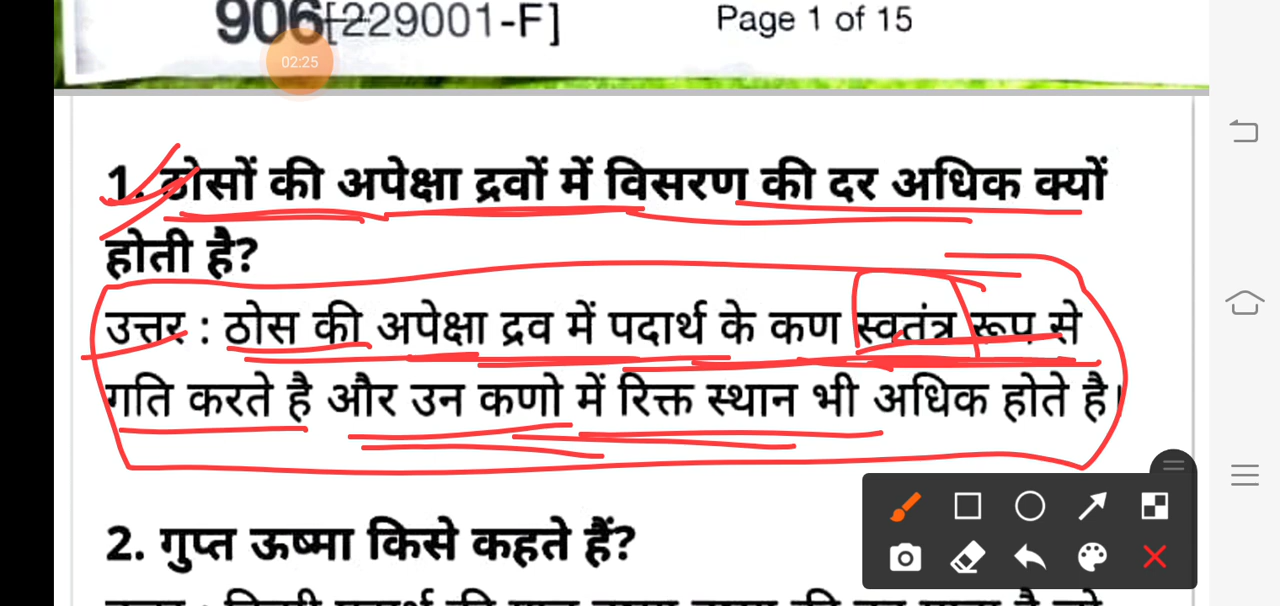 906[229001-F] Page 1 of 15
02:25
1. ठोसों की अपेक्षा द्रवों में विसरण की दर अधिक क्यों
होती है?
उत्तर : ठोस की अपेक्षा द्रव में पदार्थ के कण स्वतंत्र रूप से
गति करते है और उन कणो में रिक्त स्थान भी अधिक होते है।
2. गुप्त ऊष्मा किसे कहते हैं?